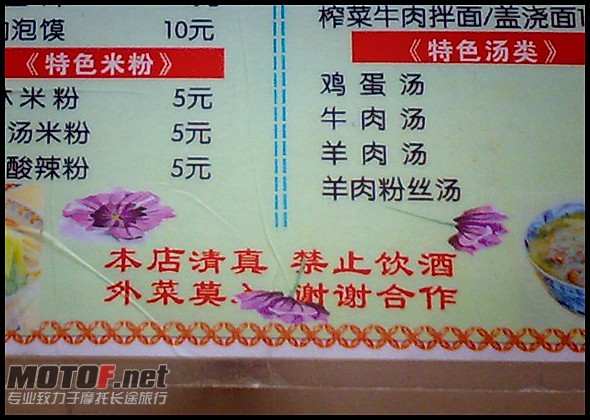 泡馍 10元
《特色米粉》
米粉 5元
汤米粉 5元
酸辣粉 5元
榨菜牛肉拌面/盖浇面
《特色汤类》
鸡蛋汤
牛肉汤
羊肉汤
羊肉粉丝汤
本店清真 禁止饮酒
外菜莫 谢谢合作
MOTOF.net
专业致力于摩托长途旅行